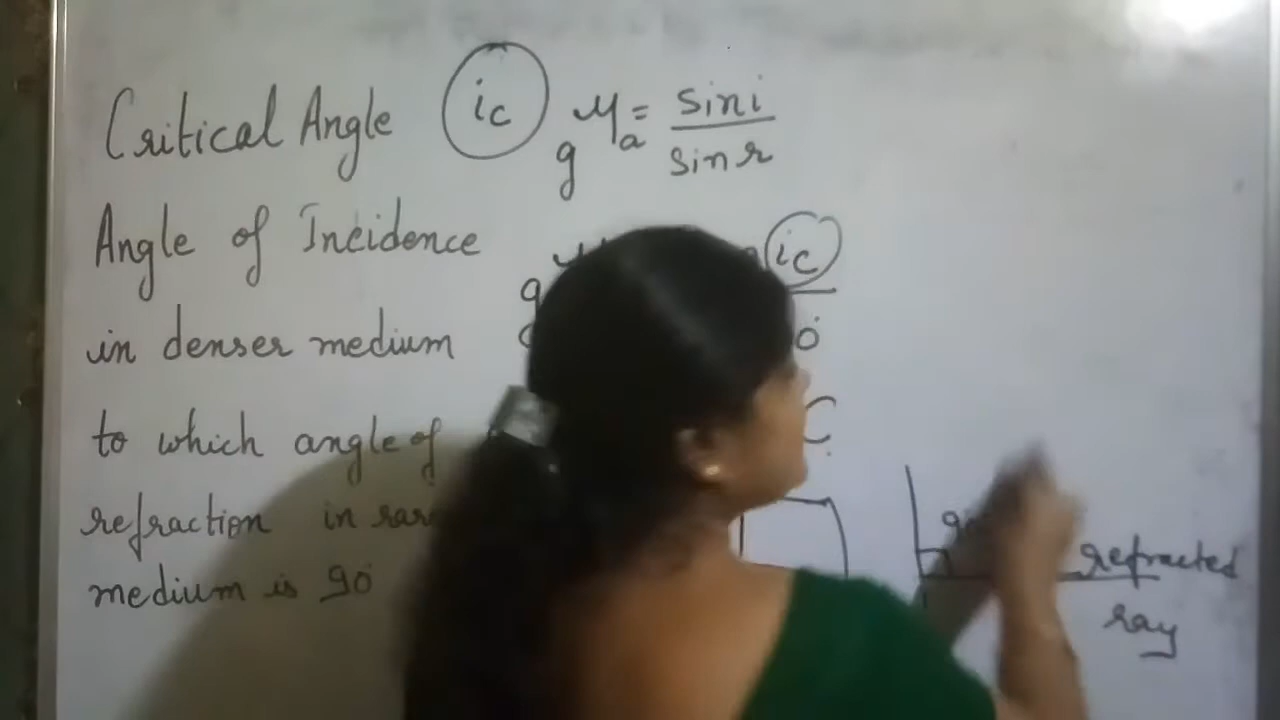 Critical Angle ic gμa = sin i / sin r
Angle of Incidence ic
in denser medium
to which angle of
refraction in
medium is 90°
refracted
ray